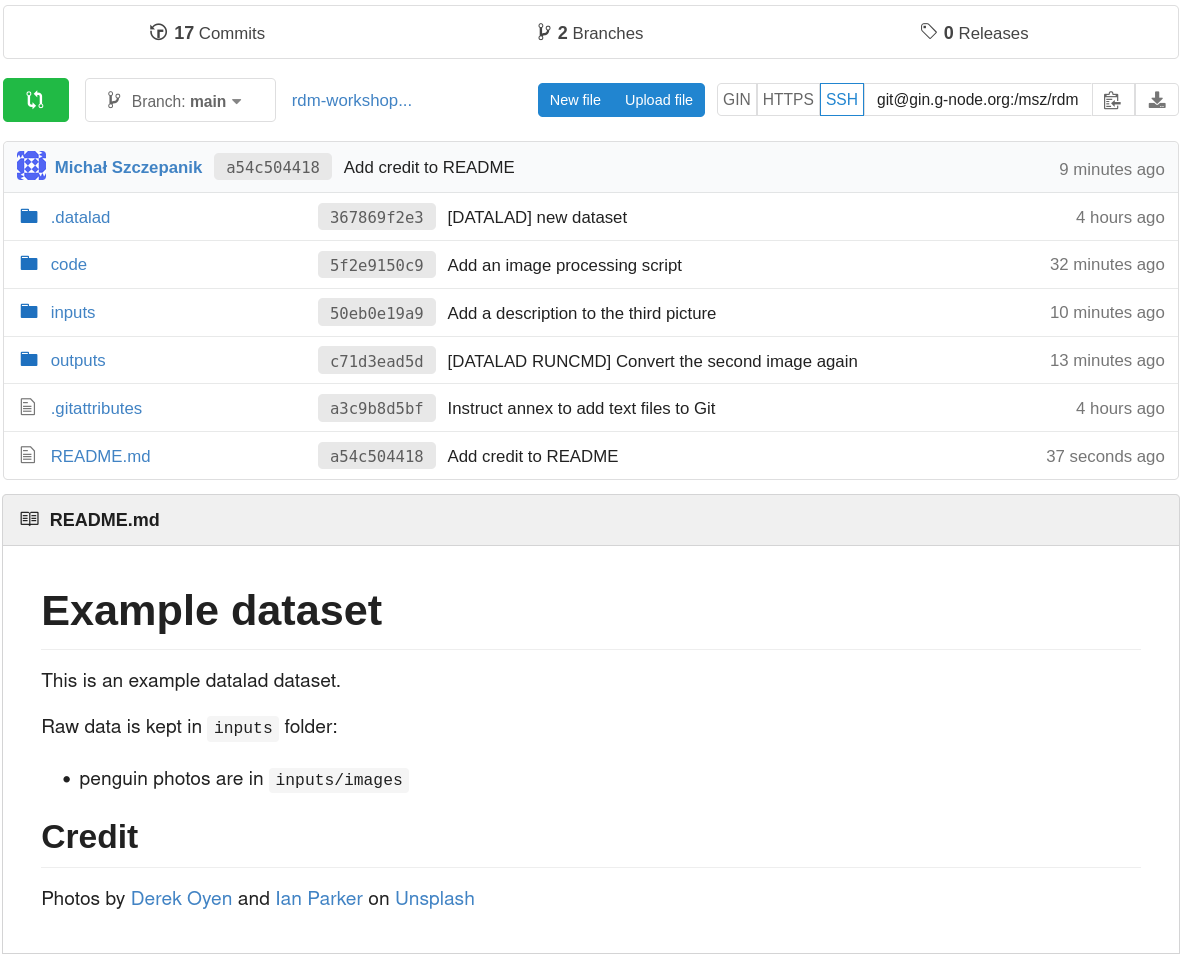 17 Commits 2 Branches 0 Releases
Branch: main rdm-workshop... New file Upload file GIN HTTPS SSH git@gin.g-node.org:/msz/rdm
Michał Szczepanik a54c504418 Add credit to README 9 minutes ago
.datalad 367869f2e3 [DATALAD] new dataset 4 hours ago
code 5f2e9150c9 Add an image processing script 32 minutes ago
inputs 50eb0e19a9 Add a description to the third picture 10 minutes ago
outputs c71d3ead5d [DATALAD RUNCMD] Convert the second image again 13 minutes ago
.gitattributes a3c9b8d5bf Instruct annex to add text files to Git 4 hours ago
README.md a54c504418 Add credit to README 37 seconds ago
README.md
Example dataset
This is an example datalad dataset.
Raw data is kept in inputs folder:
• penguin photos are in inputs/images
Credit
Photos by Derek Oyen and Ian Parker on Unsplash